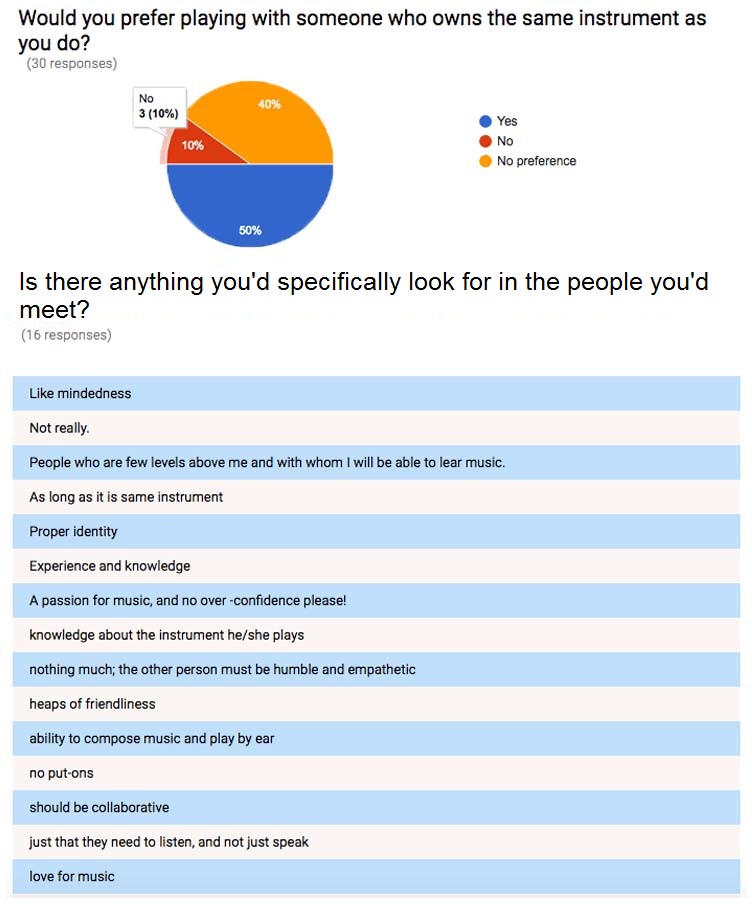 Would you prefer playing with someone who owns the same instrument as
you do?
(30 responses)
No
3 (10%)
40%
10%
50%
Yes
No
No preference
Is there anything you'd specifically look for in the people you'd
meet?
(16 responses)
Like mindedness
Not really.
People who are few levels above me and with whom I will be able to lear music.
As long as it is same instrument
Proper identity
Experience and knowledge
A passion for music, and no over -confidence please!
knowledge about the instrument he/she plays
nothing much; the other person must be humble and empathetic
heaps of friendliness
ability to compose music and play by ear
no put-ons
should be collaborative
just that they need to listen, and not just speak
love for music